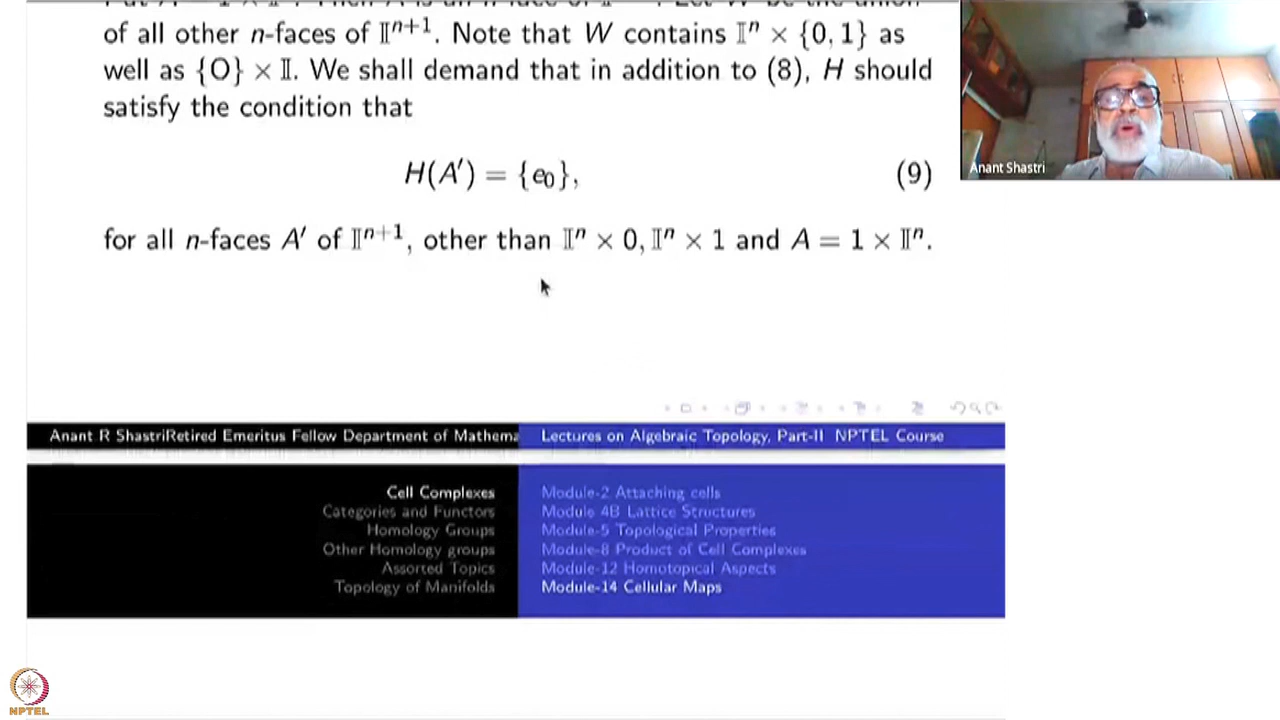 of all other n-faces of 𝕀ⁿ⁺¹. Note that W contains 𝕀ⁿ × {0, 1} as
well as {O} × 𝕀. We shall demand that in addition to (8), H should
satisfy the condition that
H(A′) = {e₀}, (9)
for all n-faces A′ of 𝕀ⁿ⁺¹, other than 𝕀ⁿ × 0, 𝕀ⁿ × 1 and A = 1 × 𝕀ⁿ.
Anant Shastri
Anant R ShastriRetired Emeritus Fellow Department of Mathema
Lectures on Algebraic Topology, Part-II NPTEL Course
Cell Complexes
Categories and Functors
Homology Groups
Other Homology groups
Assorted Topics
Topology of Manifolds
Module-2 Attaching cells
Module 4B Lattice Structures
Module-5 Topological Properties
Module-8 Product of Cell Complexes
Module-12 Homotopical Aspects
Module-14 Cellular Maps
NPTEL